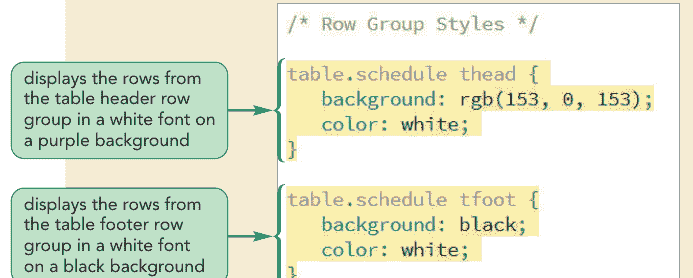 /* Row Group Styles */
displays the rows from
the table header row
group in a white font on
a purple background
table.schedule thead {
background: rgb(153, 0, 153);
color: white;
}
displays the rows from
the table footer row
group in a white font
on a black background
table.schedule tfoot {
background: black;
color: white;
}